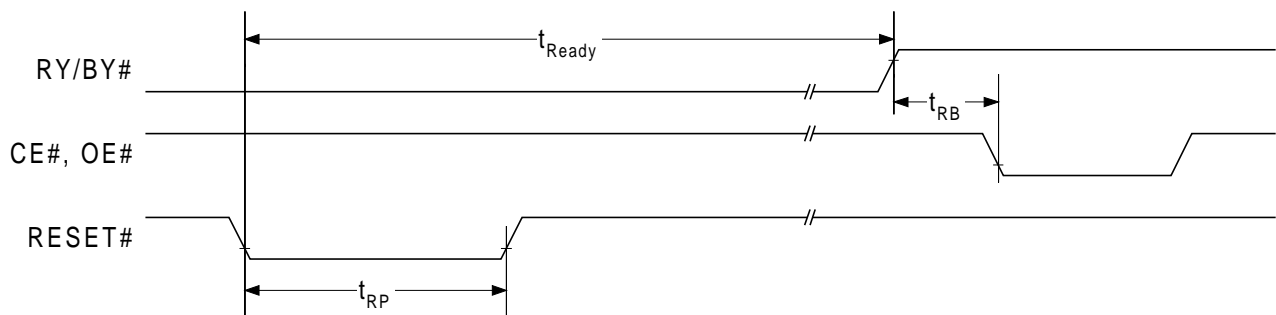 tReady
RY/BY#
tRB
CE#, OE#
RESET#
tRP